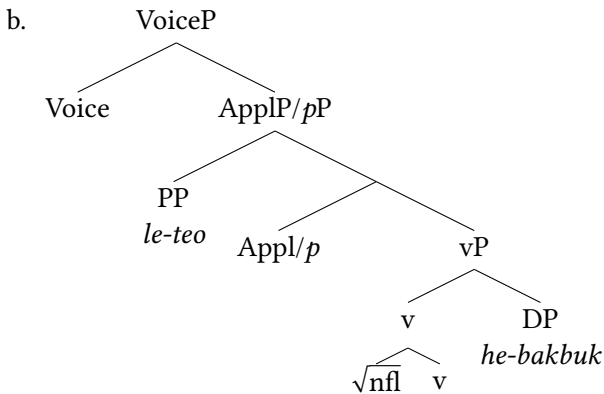 b. VoiceP
Voice ApplP/pP
PP
le-teo Appl/p vP
v DP
he-bakbuk
√nfl v